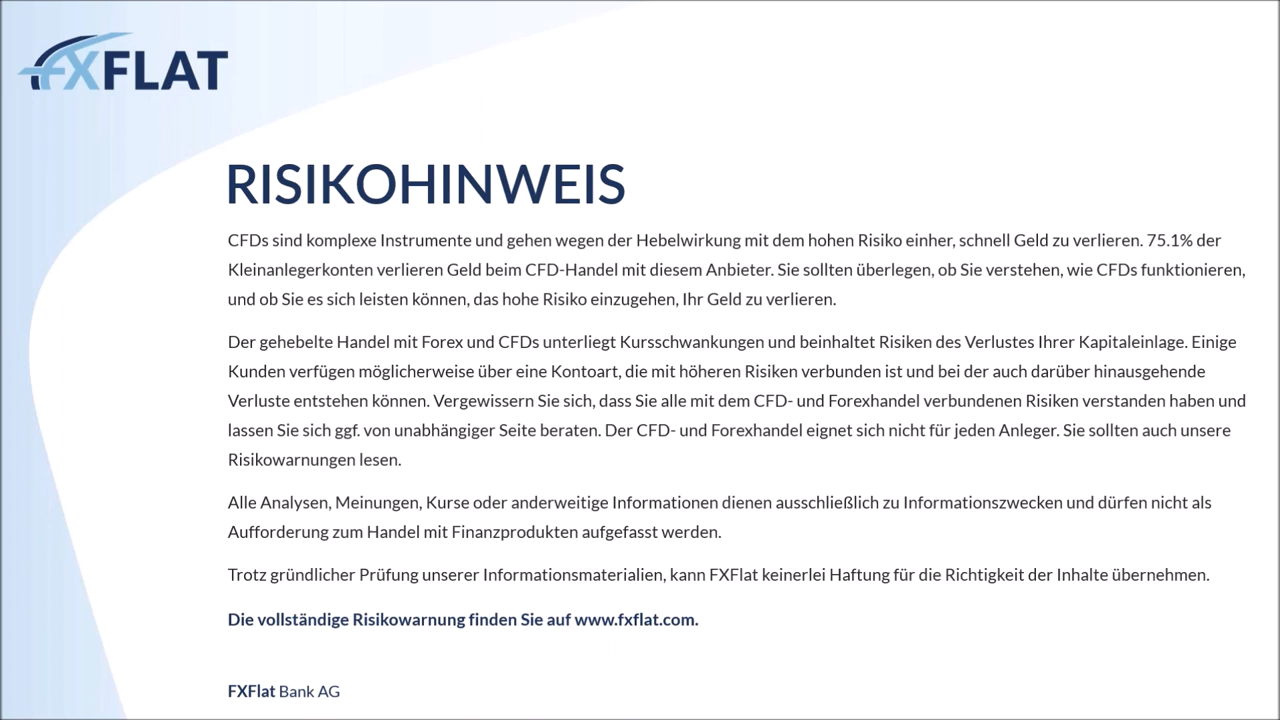 FXFLAT
RISIKOHINWEIS
CFDs sind komplexe Instrumente und gehen wegen der Hebelwirkung mit dem hohen Risiko einher, schnell Geld zu verlieren. 75.1% der
Kleinanlegerkonten verlieren Geld beim CFD-Handel mit diesem Anbieter. Sie sollten überlegen, ob Sie verstehen, wie CFDs funktionieren,
und ob Sie es sich leisten können, das hohe Risiko einzugehen, Ihr Geld zu verlieren.
Der gehebelte Handel mit Forex und CFDs unterliegt Kursschwankungen und beinhaltet Risiken des Verlustes Ihrer Kapitaleinlage. Einige
Kunden verfügen möglicherweise über eine Kontoart, die mit höheren Risiken verbunden ist und bei der auch darüber hinausgehende
Verluste entstehen können. Vergewissern Sie sich, dass Sie alle mit dem CFD- und Forexhandel verbundenen Risiken verstanden haben und
lassen Sie sich ggf. von unabhängiger Seite beraten. Der CFD- und Forexhandel eignet sich nicht für jeden Anleger. Sie sollten auch unsere
Risikowarnungen lesen.
Alle Analysen, Meinungen, Kurse oder anderweitige Informationen dienen ausschließlich zu Informationszwecken und dürfen nicht als
Aufforderung zum Handel mit Finanzprodukten aufgefasst werden.
Trotz gründlicher Prüfung unserer Informationsmaterialien, kann FXFlat keinerlei Haftung für die Richtigkeit der Inhalte übernehmen.
Die vollständige Risikowarnung finden Sie auf www.fxflat.com.
FXFlat Bank AG